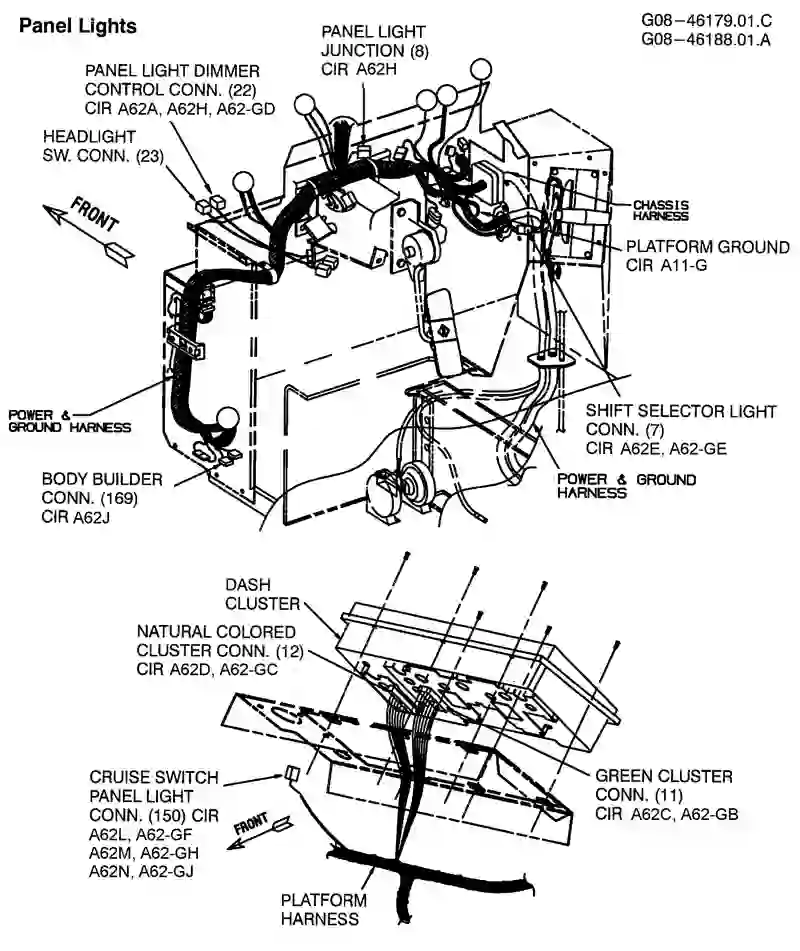 Panel Lights
G08-46179.01.C
G08-46188.01.A
PANEL LIGHT
JUNCTION (8)
CIR A62H
PANEL LIGHT DIMMER
CONTROL CONN. (22)
CIR A62A, A62H, A62-GD
HEADLIGHT
SW. CONN. (23)
FRONT
CHASSIS
HARNESS
PLATFORM GROUND
CIR A11-G
SHIFT SELECTOR LIGHT
CONN. (7)
CIR A62E, A62-GE
POWER &
GROUND HARNESS
BODY BUILDER
CONN. (169)
CIR A62J
POWER & GROUND
HARNESS
DASH
CLUSTER
NATURAL COLORED
CLUSTER CONN. (12)
CIR A62D, A62-GC
CRUISE SWITCH
PANEL LIGHT
CONN. (150) CIR
A62L, A62-GF
A62M, A62-GH
A62N, A62-GJ
FRONT
GREEN CLUSTER
CONN. (11)
CIR A62C, A62-GB
PLATFORM
HARNESS